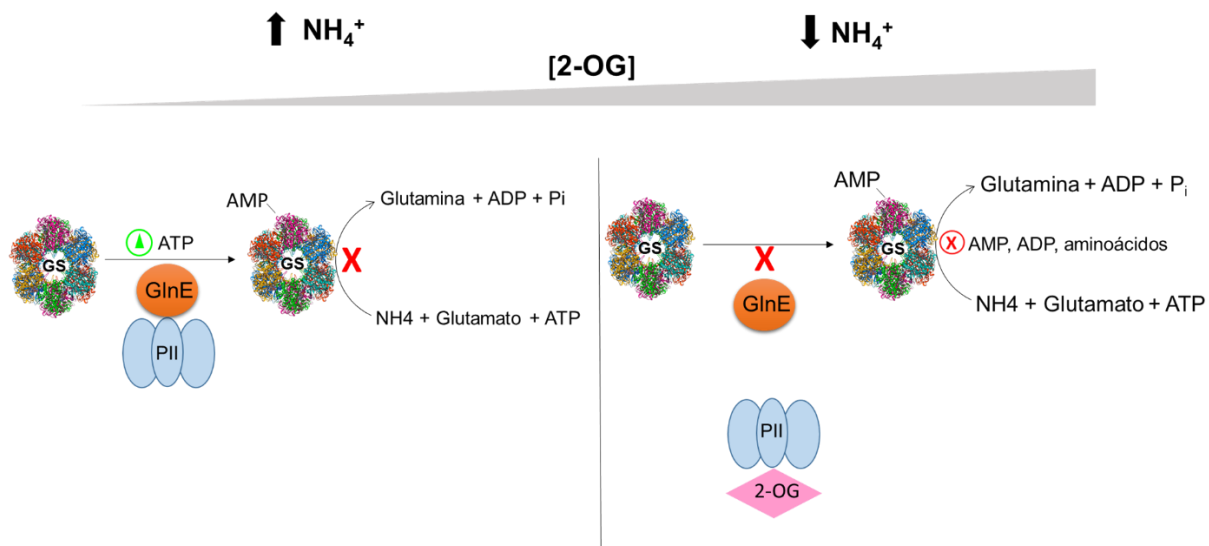 NH₄⁺
NH₄⁺
[2-OG]
AMP
Glutamina + ADP + Pi
ATP
GS
GS
X
GlnE
NH4 + Glutamato + ATP
PII
AMP
Glutamina + ADP + Pᵢ
GS
GS
X AMP, ADP, aminoácidos
X
GlnE
NH4 + Glutamato + ATP
PII
2-OG